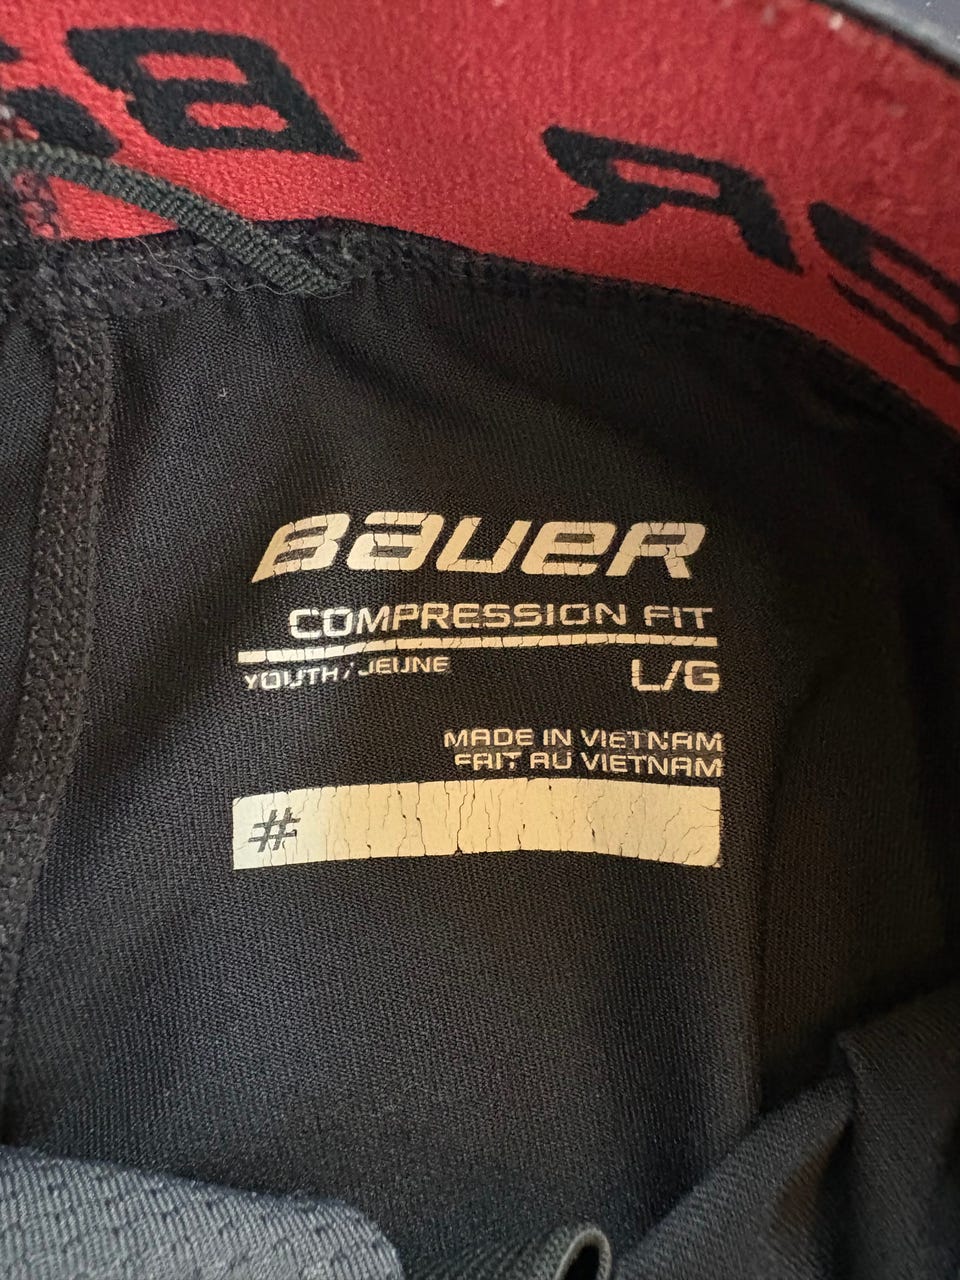 BAUER
COMPRESSION FIT
YOUTH / JEUNE L/G
MADE IN VIETNAM
FAIT AU VIETNAM
#